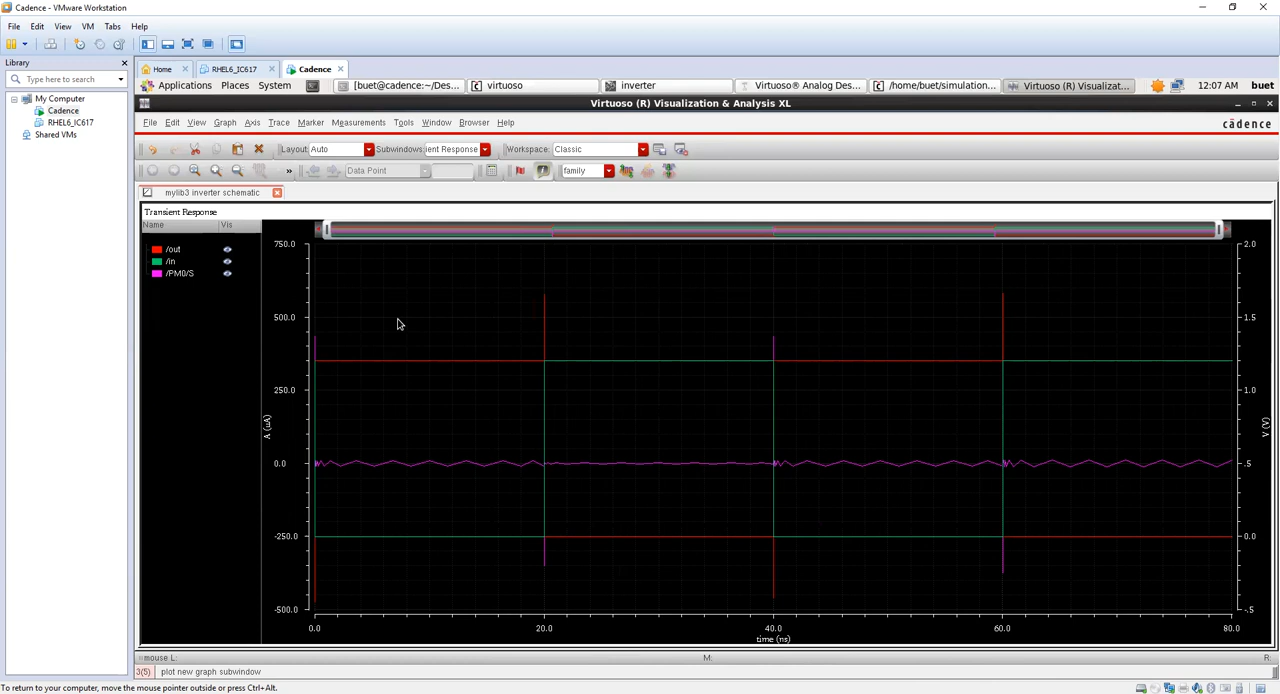 Cadence - VMware Workstation
File Edit View VM Tabs Help
Library
Type here to search
My Computer
Cadence
RHEL6_IC617
Shared VMs
Home RHEL6_IC617 Cadence
Applications Places System [buet@cadence:~/Des... virtuoso inverter Virtuoso® Analog Des... /home/buet/simulation... Virtuoso (R) Visualizat... 12:07 AM buet
Virtuoso (R) Visualization & Analysis XL
File Edit View Graph Axis Trace Marker Measurements Tools Window Browser Help
cādence
Layout: Auto Subwindows: ent Response Workspace: Classic
» Data Point family
mylib3 inverter schematic
Transient Response
Name Vis
/out
/in
/PM0/S
750.0
500.0
250.0
0.0
-250.0
-500.0
A (uA)
2.0
1.5
1.0
.5
0.0
-.5
V (V)
0.0 20.0 40.0 60.0 80.0
time (ns)
mouse L: M: R:
3(5) plot new graph subwindow
To return to your computer, move the mouse pointer outside or press Ctrl+Alt.